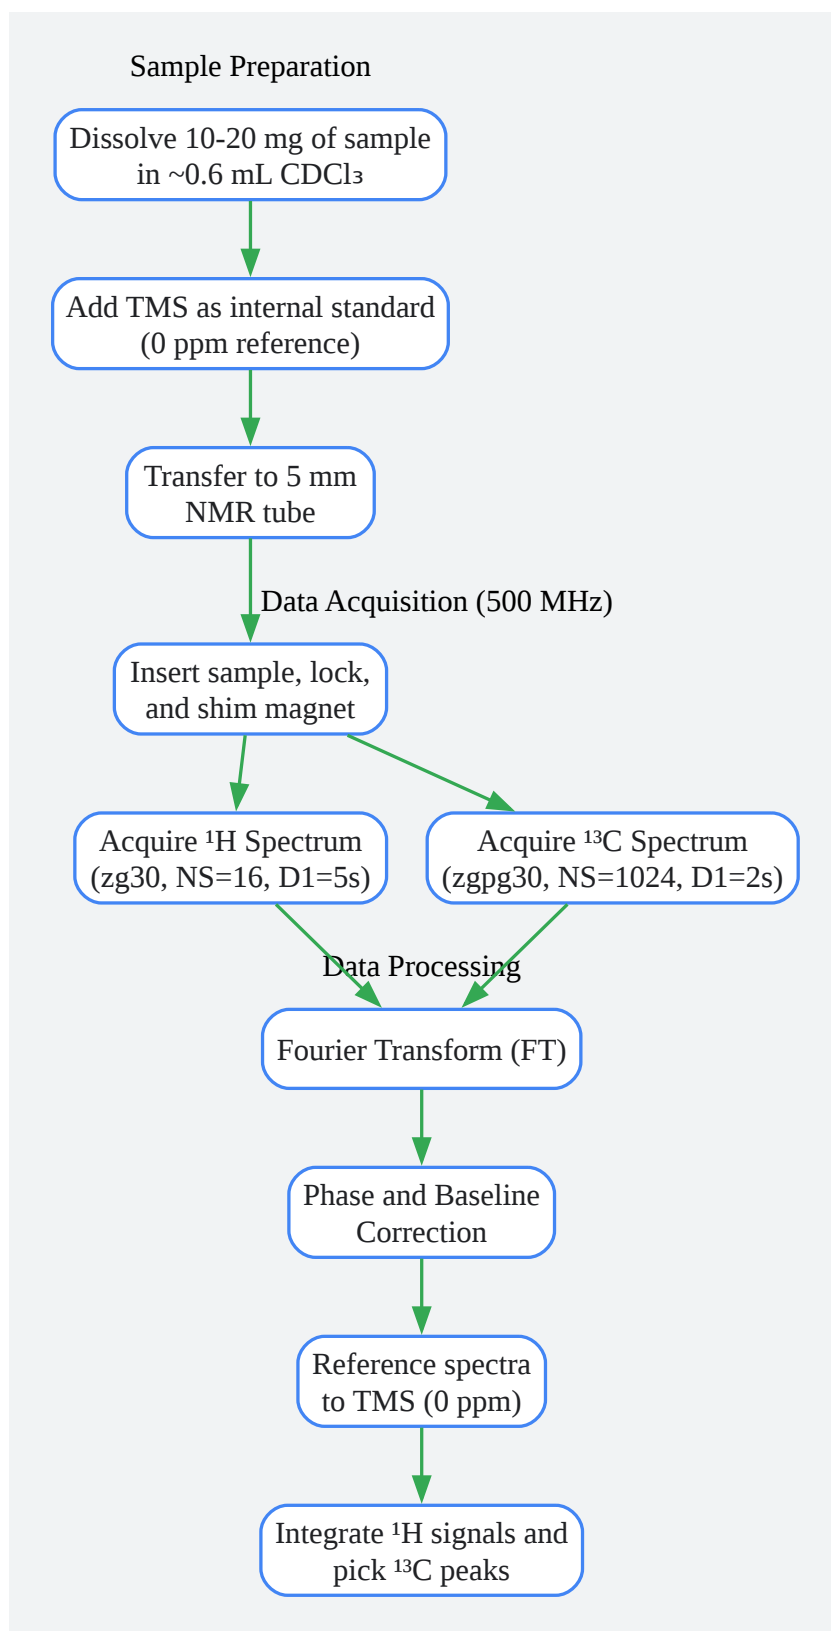 Sample Preparation
Dissolve 10-20 mg of sample
in ~0.6 mL CDCl₃
Add TMS as internal standard
(0 ppm reference)
Transfer to 5 mm
NMR tube
Data Acquisition (500 MHz)
Insert sample, lock,
and shim magnet
Acquire ¹H Spectrum
(zg30, NS=16, D1=5s)
Acquire ¹³C Spectrum
(zgpg30, NS=1024, D1=2s)
Data Processing
Fourier Transform (FT)
Phase and Baseline
Correction
Reference spectra
to TMS (0 ppm)
Integrate ¹H signals and
pick ¹³C peaks